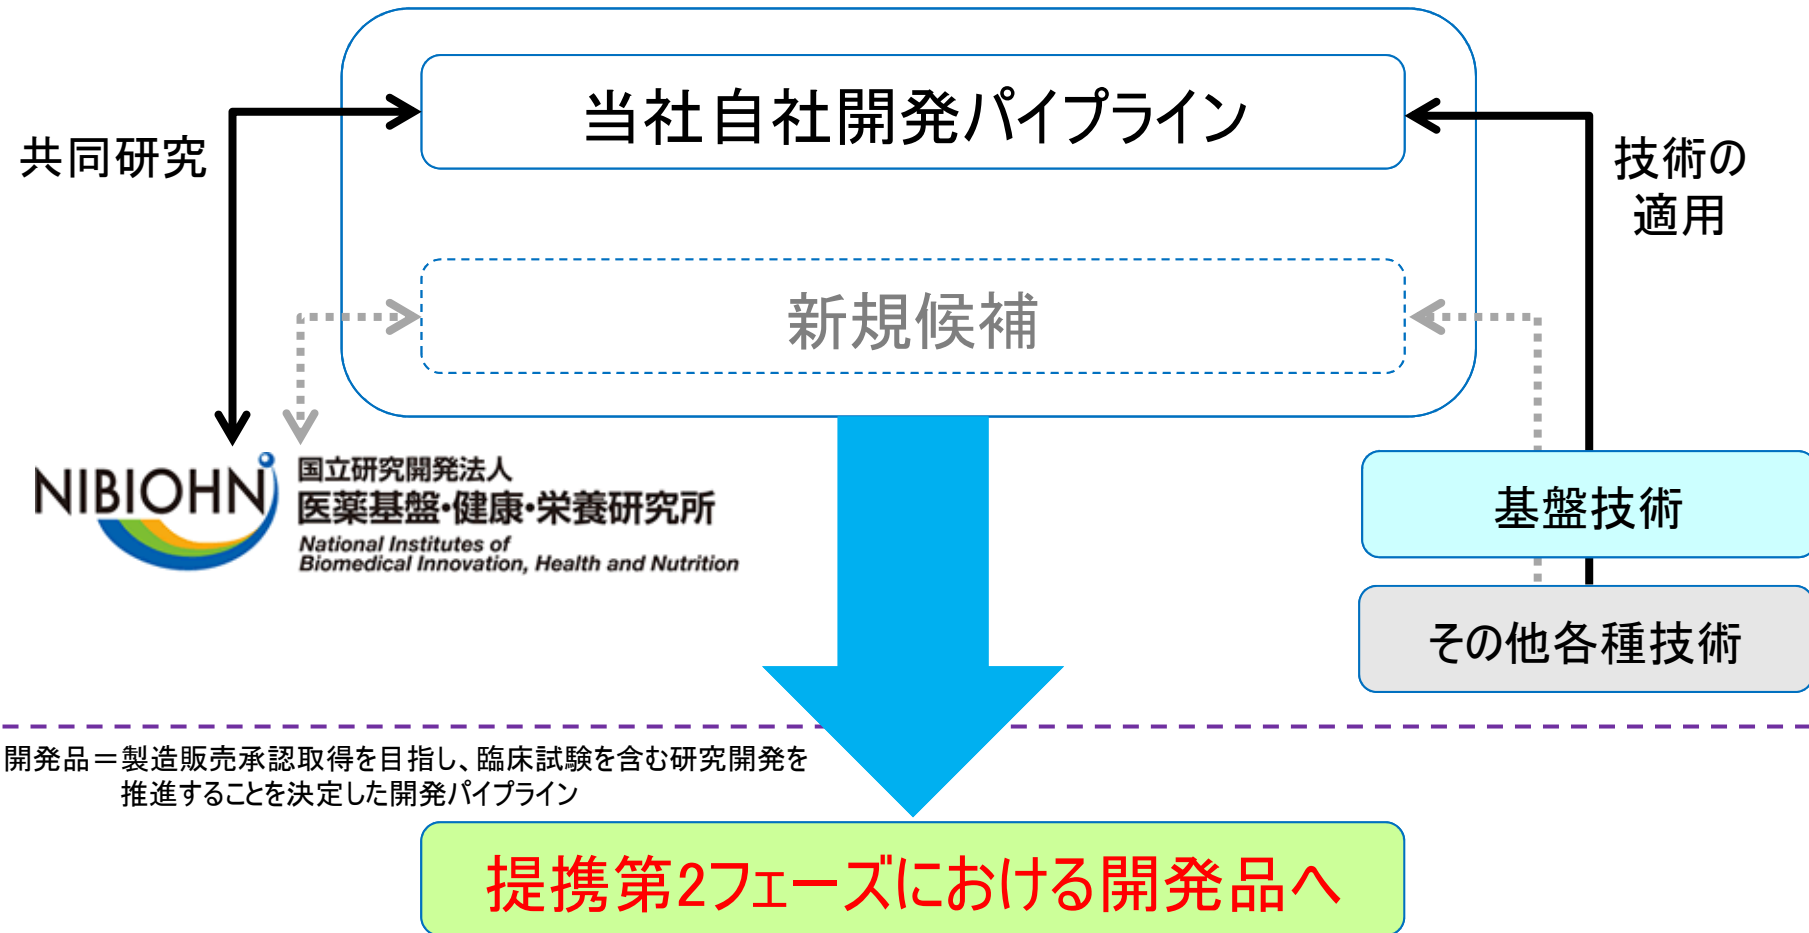 当社自社開発パイプライン
共同研究
技術の
適用
新規候補
NIBIOHN
国立研究開発法人
医薬基盤・健康・栄養研究所
National Institutes of
Biomedical Innovation, Health and Nutrition
基盤技術
その他各種技術
開発品＝製造販売承認取得を目指し、臨床試験を含む研究開発を
推進することを決定した開発パイプライン
提携第2フェーズにおける開発品へ